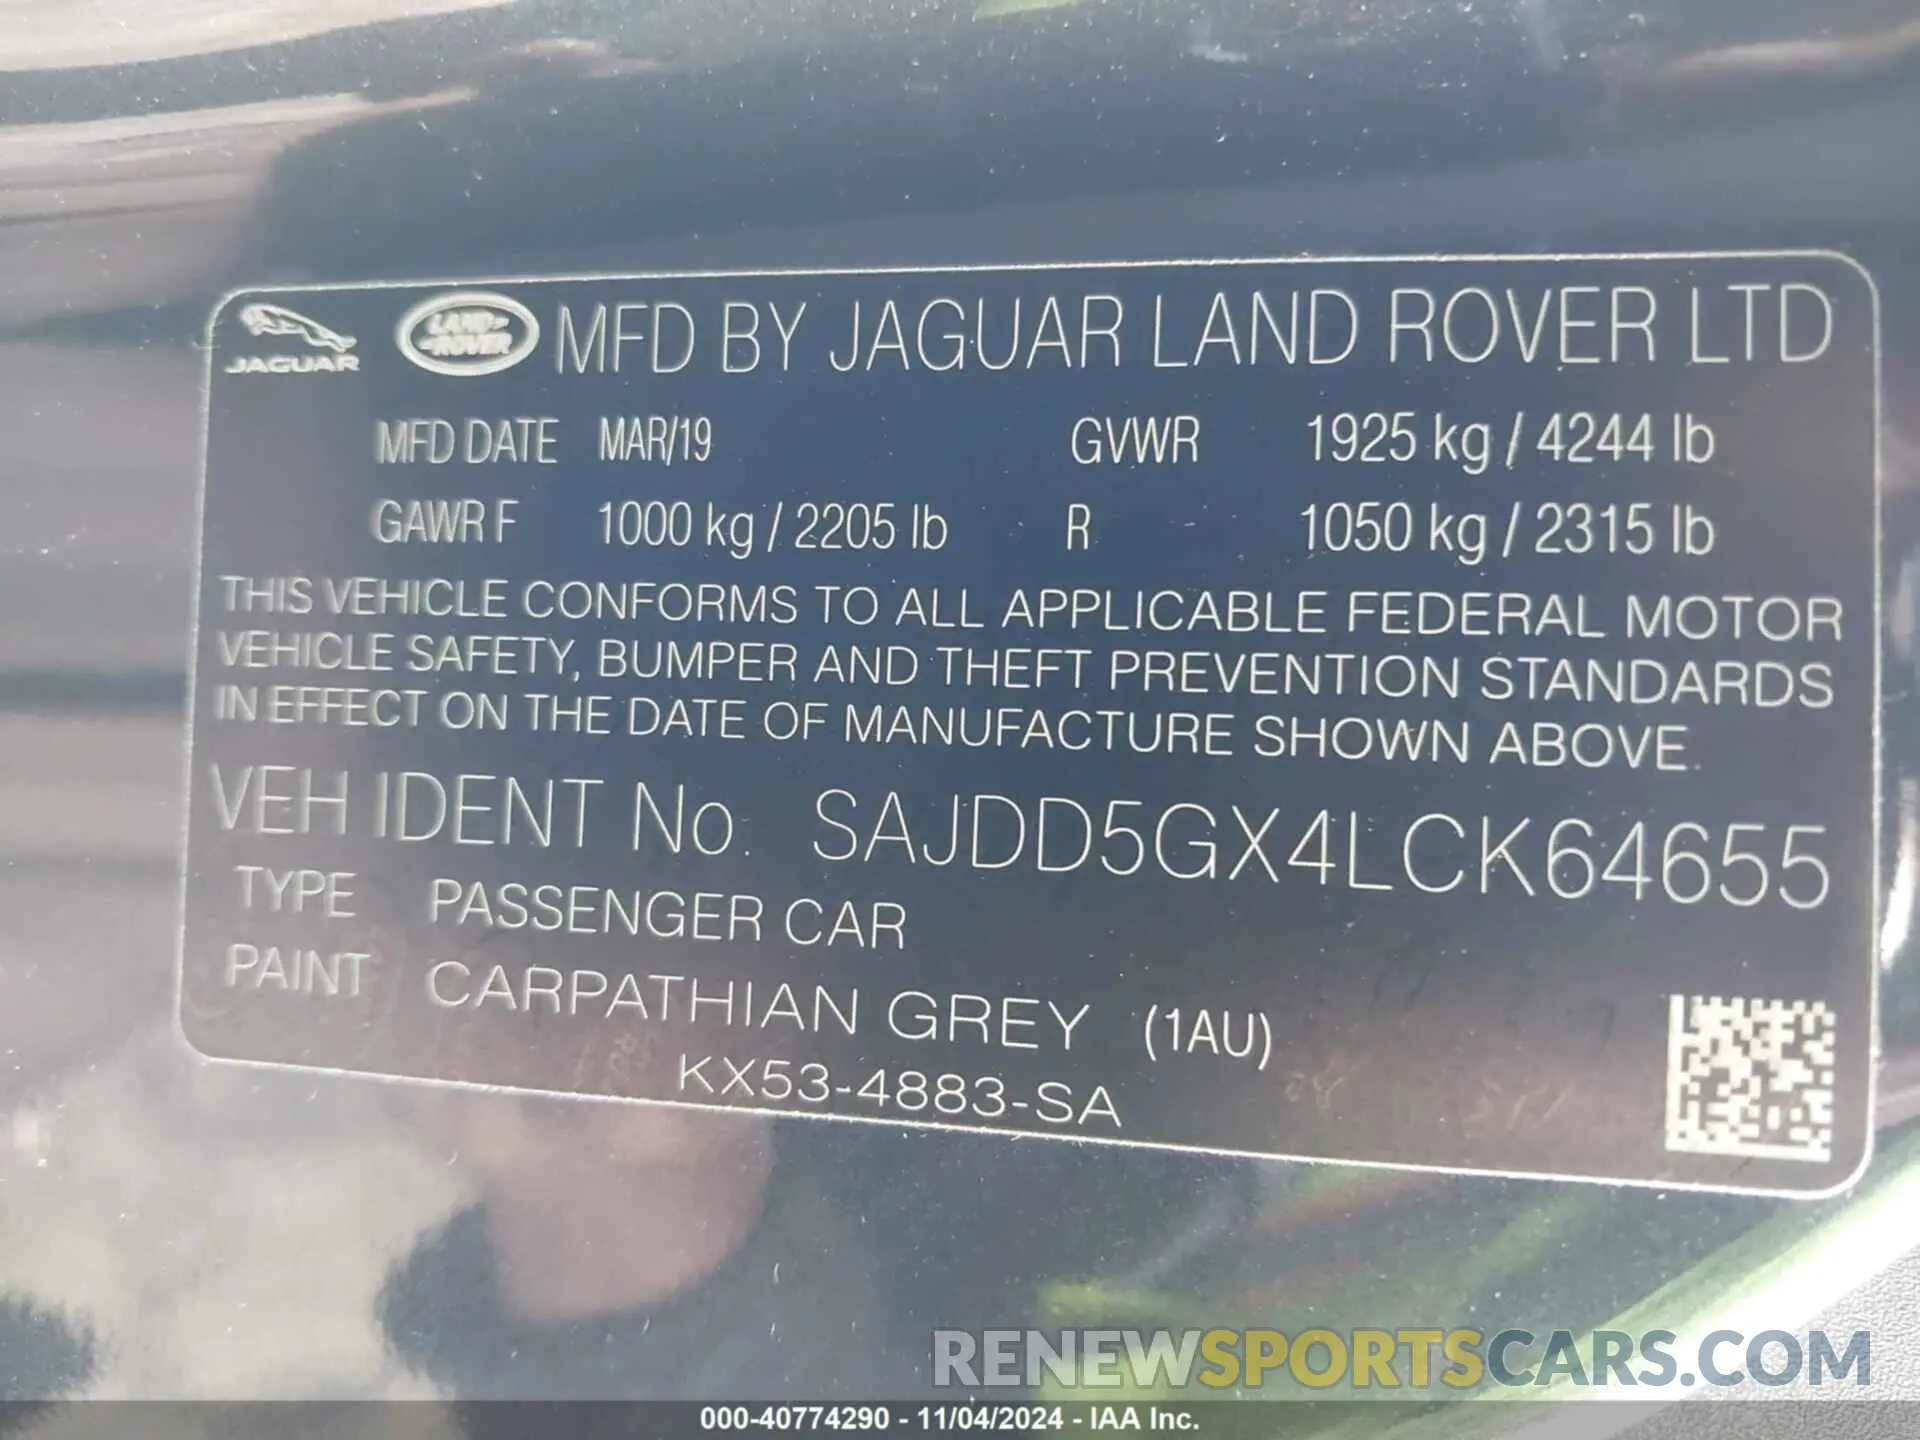 JAGUAR LAND ROVER MFD BY JAGUAR LAND ROVER LTD
MFD DATE MAR/19 GVWR 1925 kg / 4244 lb
GAWR F 1000 kg / 2205 lb R 1050 kg / 2315 lb
THIS VEHICLE CONFORMS TO ALL APPLICABLE FEDERAL MOTOR
VEHICLE SAFETY, BUMPER AND THEFT PREVENTION STANDARDS
IN EFFECT ON THE DATE OF MANUFACTURE SHOWN ABOVE.
VEH IDENT No. SAJDD5GX4LCK64655
TYPE PASSENGER CAR
PAINT CARPATHIAN GREY (1AU)
KX53-4883-SA
RENEWSPORTSCARS.COM
000-40774290 - 11/04/2024 - IAA Inc.